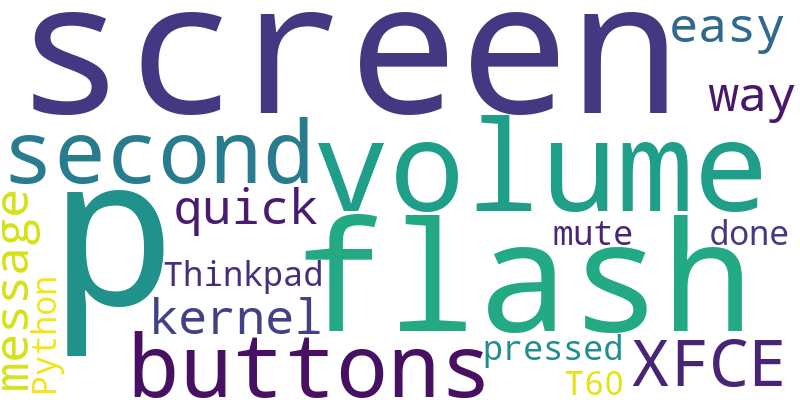 screen
easy
way
second
volume
p
quick
message
flash
mute
done
Thinkpad
Python
kernel
buttons
pressed
XFCE
T60